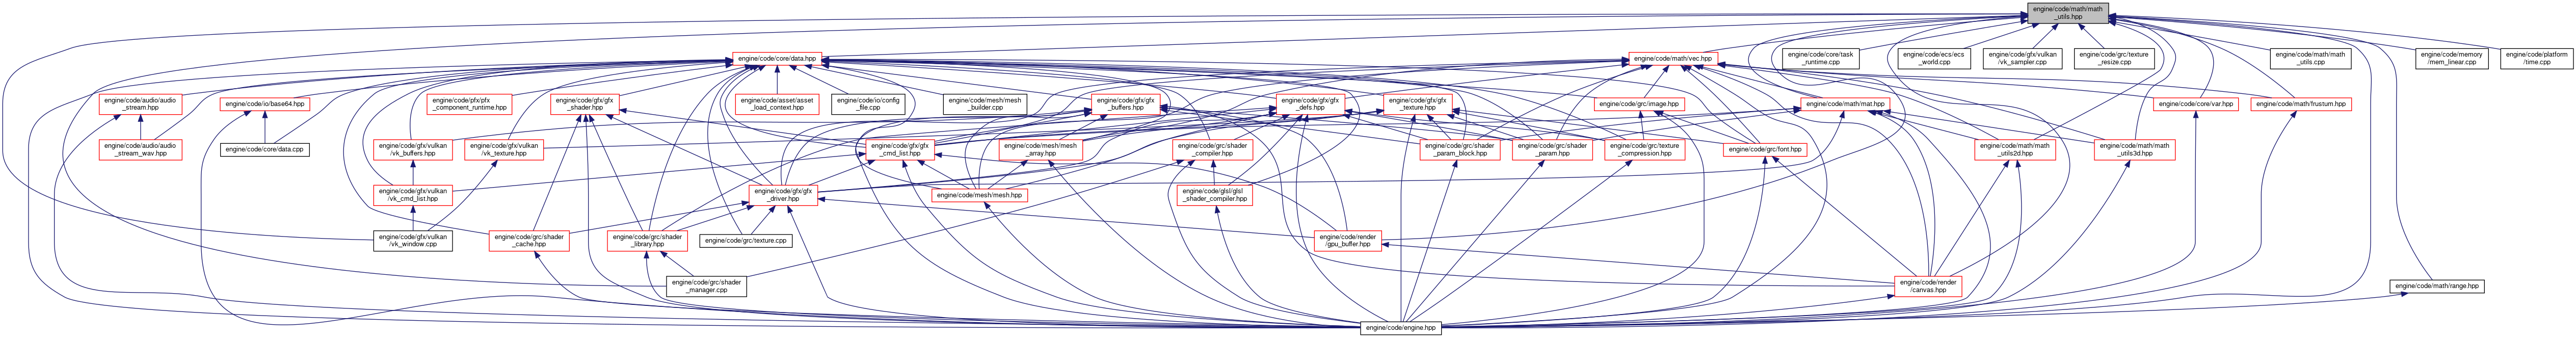 engine/code/math/math
_utils.hpp
engine/code/core/data.hpp
engine/code/math/vec.hpp
engine/code/core/task
_runtime.cpp
engine/code/ecs/ecs
_world.cpp
engine/code/gfx/vulkan
/vk_sampler.cpp
engine/code/grc/texture
_resize.cpp
engine/code/math/math
_utils.cpp
engine/code/memory
/mem_linear.cpp
engine/code/platform
/time.cpp
engine/code/audio/audio
_stream.hpp
engine/code/io/base64.hpp
engine/code/pfx/pfx
_component_runtime.hpp
engine/code/gfx/gfx
_shader.hpp
engine/code/asset/asset
_load_context.hpp
engine/code/io/config
_file.cpp
engine/code/mesh/mesh
_builder.cpp
engine/code/gfx/gfx
_buffers.hpp
engine/code/gfx/gfx
_defs.hpp
engine/code/gfx/gfx
_texture.hpp
engine/code/grc/image.hpp
engine/code/math/mat.hpp
engine/code/core/var.hpp
engine/code/math/frustum.hpp
engine/code/audio/audio
_stream_wav.hpp
engine/code/core/data.cpp
engine/code/gfx/vulkan
/vk_buffers.hpp
engine/code/gfx/vulkan
/vk_texture.hpp
engine/code/gfx/gfx
_cmd_list.hpp
engine/code/mesh/mesh
_array.hpp
engine/code/grc/shader
_compiler.hpp
engine/code/grc/shader
_param_block.hpp
engine/code/grc/shader
_param.hpp
engine/code/grc/texture
_compression.hpp
engine/code/grc/font.hpp
engine/code/math/math
_utils2d.hpp
engine/code/math/math
_utils3d.hpp
engine/code/gfx/vulkan
/vk_cmd_list.hpp
engine/code/gfx/gfx
_driver.hpp
engine/code/mesh/mesh.hpp
engine/code/glsl/glsl
_shader_compiler.hpp
engine/code/gfx/vulkan
/vk_window.cpp
engine/code/grc/shader
_cache.hpp
engine/code/grc/shader
_library.hpp
engine/code/grc/texture.cpp
engine/code/render
/gpu_buffer.hpp
engine/code/grc/shader
_manager.cpp
engine/code/render
/canvas.hpp
engine/code/math/range.hpp
engine/code/engine.hpp